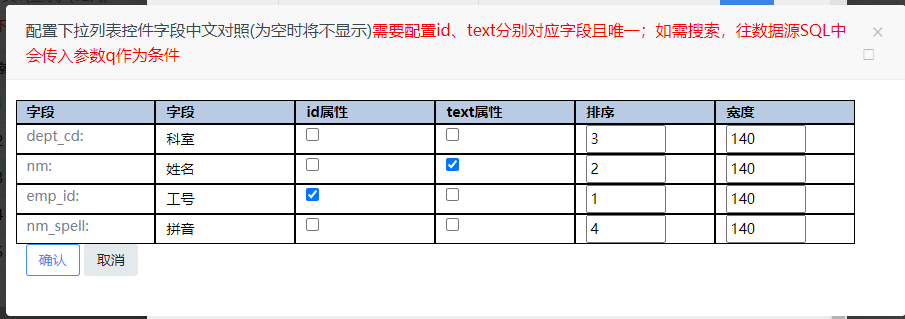 配置下拉列表控件字段中文对照(为空时将不显示)需要配置id、text分别对应字段且唯一；如需搜索，往数据源SQL中
会传入参数q作为条件
字段 字段 id属性 text属性 排序 宽度
dept_cd: 科室 3 140
nm: 姓名 2 140
emp_id: 工号 1 140
nm_spell: 拼音 4 140
确认 取消